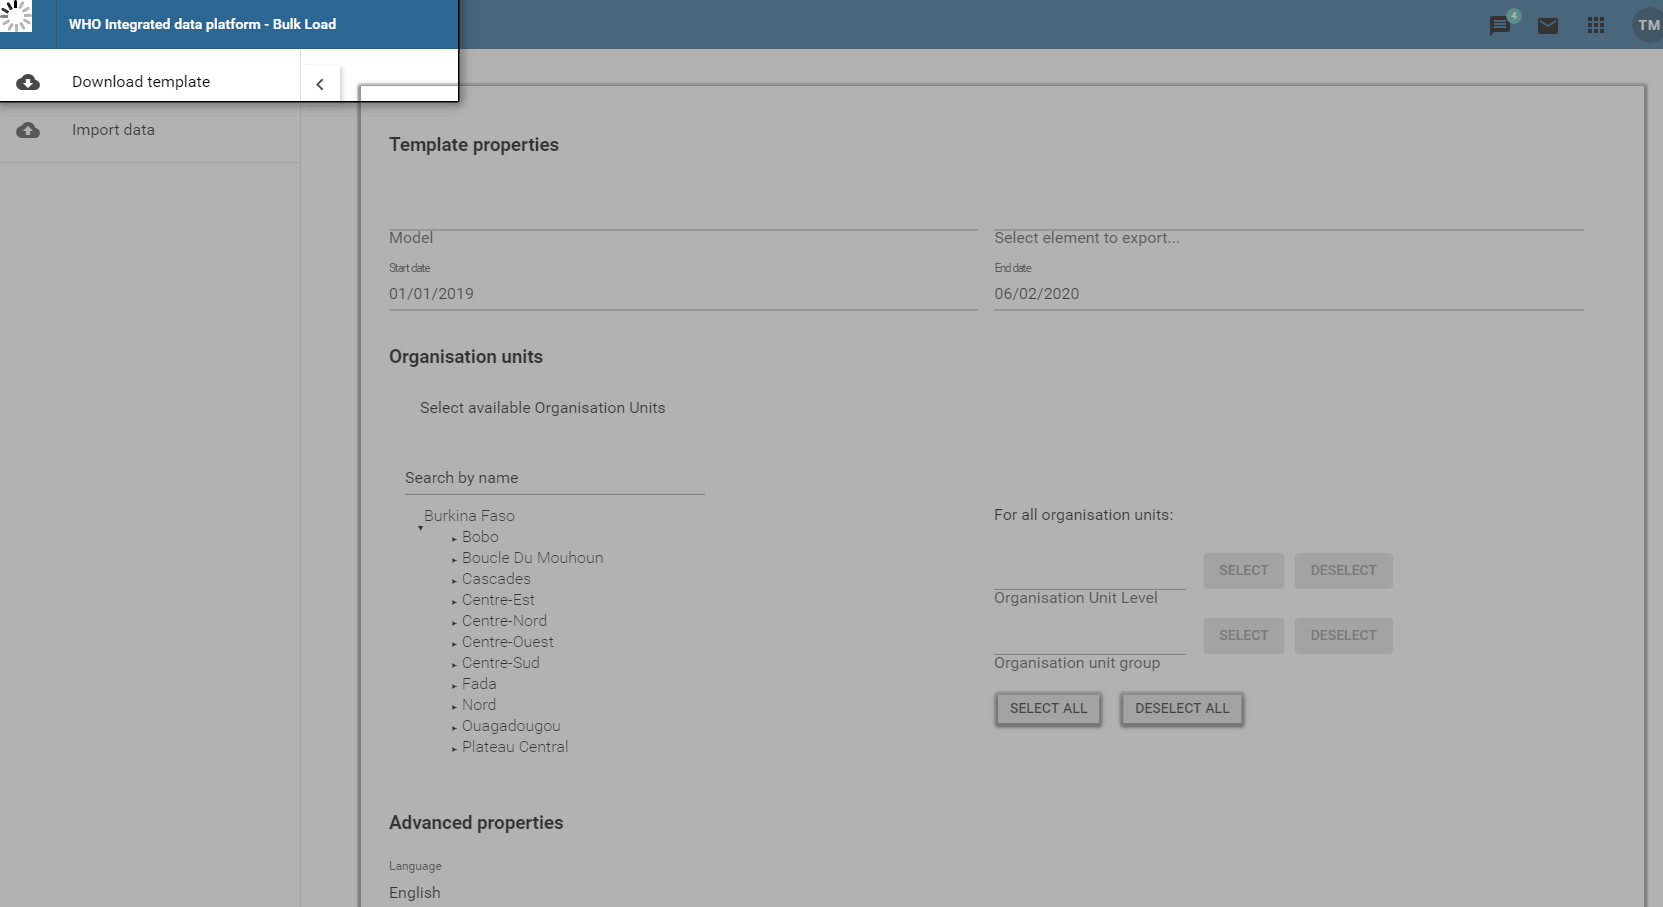 WHO Integrated data platform - Bulk Load
4
TM
Download template
Import data
Template properties
Model
Select element to export...
Start date
End date
01/01/2019
06/02/2020
Organisation units
Select available Organisation Units
Search by name
Burkina Faso
Bobo
Boucle Du Mouhoun
Cascades
Centre-Est
Centre-Nord
Centre-Ouest
Centre-Sud
Fada
Nord
Ouagadougou
Plateau Central
For all organisation units:
SELECT DESELECT
Organisation Unit Level
SELECT DESELECT
Organisation unit group
SELECT ALL DESELECT ALL
Advanced properties
Language
English